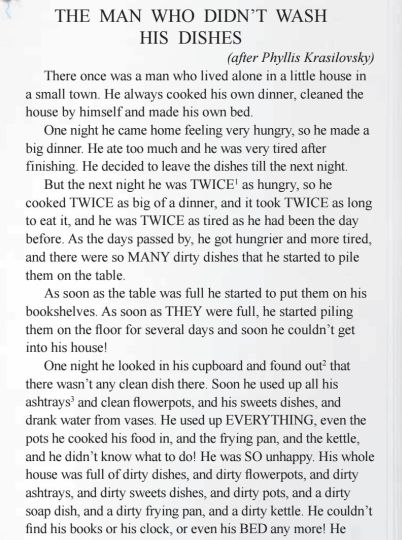 THE MAN WHO DIDN'T WASH
HIS DISHES
(after Phyllis Krasilovsky)
There once was a man who lived alone in a little house in
a small town. He always cooked his own dinner, cleaned the
house by himself and made his own bed.
One night he came home feeling very hungry, so he made a
big dinner. He ate too much and he was very tired after
finishing. He decided to leave the dishes till the next night.
But the next night he was TWICE¹ as hungry, so he
cooked TWICE as big of a dinner, and it took TWICE as long
to eat it, and he was TWICE as tired as he had been the day
before. As the days passed by, he got hungrier and more tired,
and there were so MANY dirty dishes that he started to pile
them on the table.
As soon as the table was full he started to put them on his
bookshelves. As soon as THEY were full, he started piling
them on the floor for several days and soon he couldn't get
into his house!
One night he looked in his cupboard and found out² that
there wasn't any clean dish there. Soon he used up all his
ashtrays³ and clean flowerpots, and his sweets dishes, and
drank water from vases. He used up EVERYTHING, even the
pots he cooked his food in, and the frying pan, and the kettle,
and he didn't know what to do! He was SO unhappy. His whole
house was full of dirty dishes, and dirty flowerpots, and dirty
ashtrays, and dirty sweets dishes, and dirty pots, and a dirty
soap dish, and a dirty frying pan, and a dirty kettle. He couldn't
find his books or his clock, or even his BED any more! He